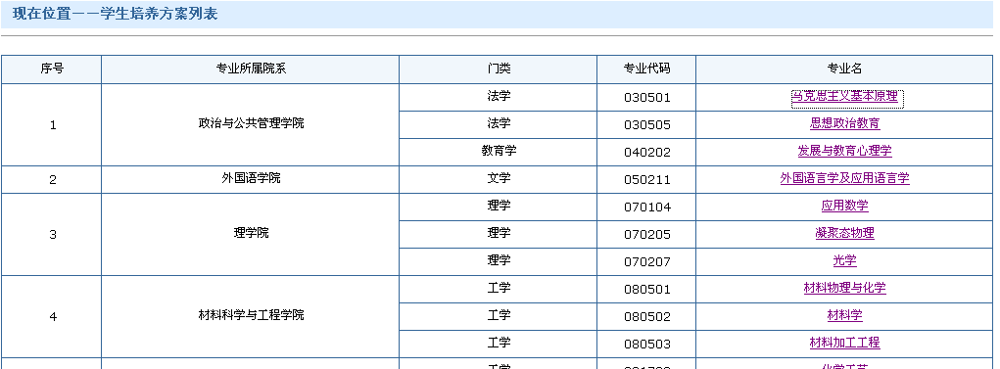 现在位置——学生培养方案列表
序号 专业所属院系 门类 专业代码 专业名
1 政治与公共管理学院 法学 030501 马克思主义基本原理
法学 030505 思想政治教育
教育学 040202 发展与教育心理学
2 外国语学院 文学 050211 外国语言学及应用语言学
3 理学院 理学 070104 应用数学
理学 070205 凝聚态物理
理学 070207 光学
4 材料科学与工程学院 工学 080501 材料物理与化学
工学 080502 材料学
工学 080503 材料加工工程
工学 化学工艺